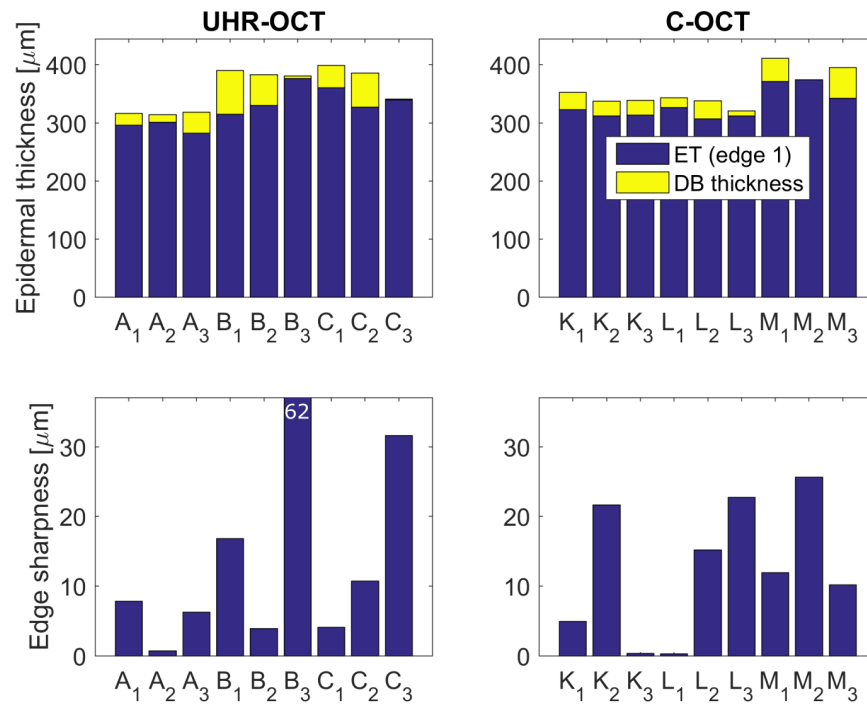 UHR-OCT
C-OCT
Epidermal thickness [μm]
400
300
200
100
0
A₁ A₂ A₃ B₁ B₂ B₃ C₁ C₂ C₃
400
300
200
100
0
ET (edge 1)
DB thickness
K₁ K₂ K₃ L₁ L₂ L₃ M₁ M₂ M₃
Edge sharpness [μm]
30
20
10
0
62
A₁ A₂ A₃ B₁ B₂ B₃ C₁ C₂ C₃
30
20
10
0
K₁ K₂ K₃ L₁ L₂ L₃ M₁ M₂ M₃